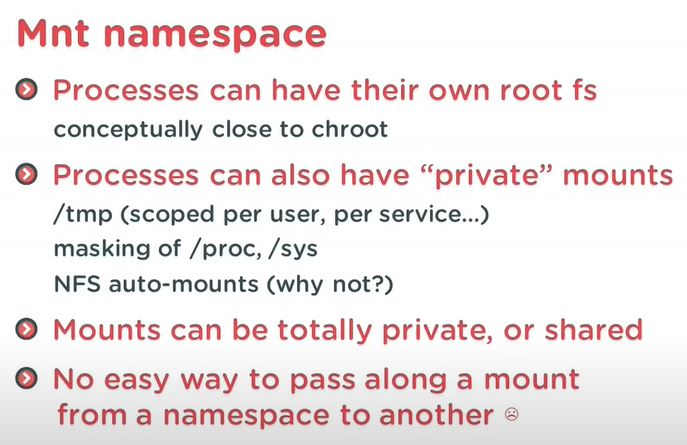 Mnt namespace
Processes can have their own root fs
conceptually close to chroot
Processes can also have “private” mounts
/tmp (scoped per user, per service...)
masking of /proc, /sys
NFS auto-mounts (why not?)
Mounts can be totally private, or shared
No easy way to pass along a mount
from a namespace to another ☹